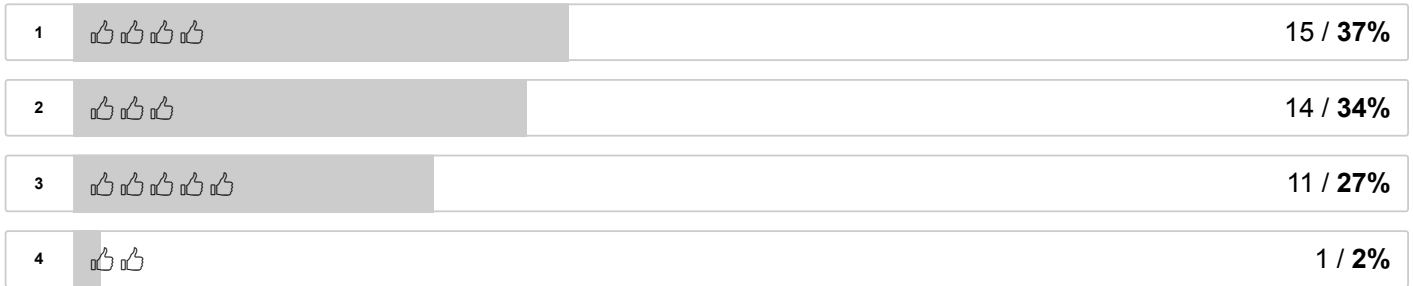 1 👍👍👍👍 15 / 37%
2 👍👍👍 14 / 34%
3 👍👍👍👍👍 11 / 27%
4 👍👍 1 / 2%